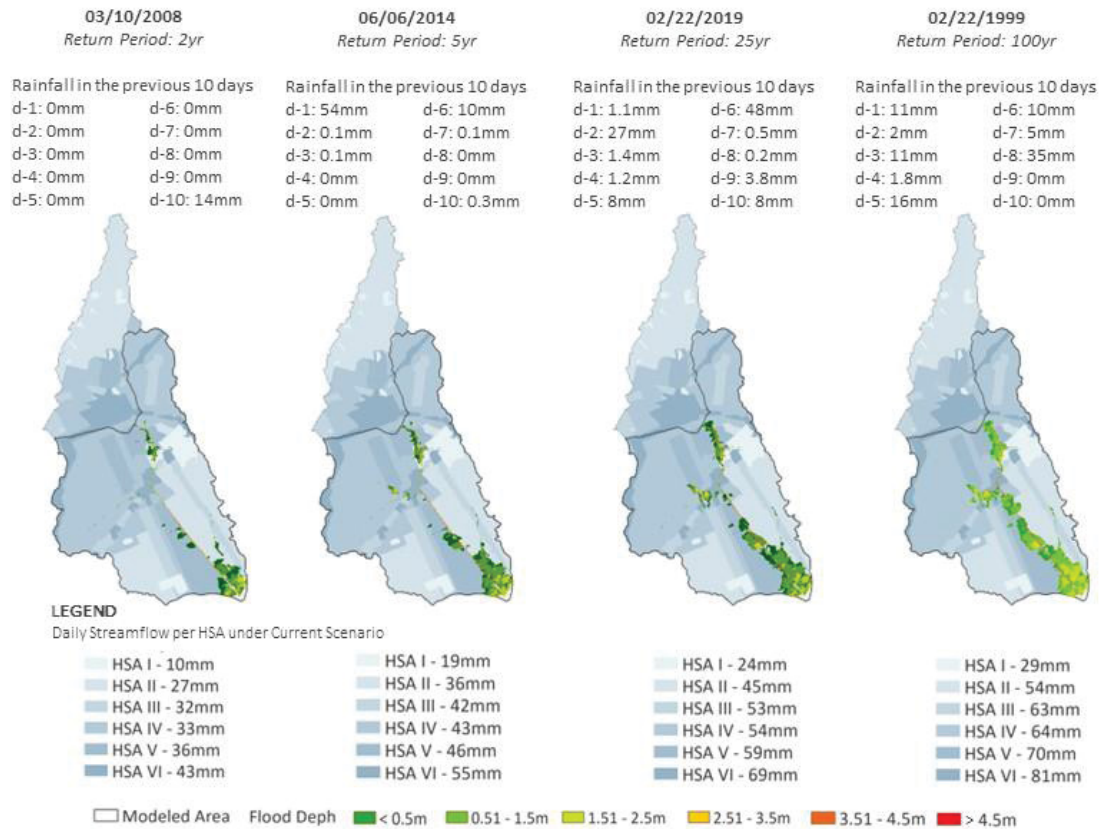 03/10/2008
Return Period: 2yr
Rainfall in the previous 10 days
d-1: 0mm d-6: 0mm
d-2: 0mm d-7: 0mm
d-3: 0mm d-8: 0mm
d-4: 0mm d-9: 0mm
d-5: 0mm d-10: 14mm
06/06/2014
Return Period: 5yr
Rainfall in the previous 10 days
d-1: 54mm d-6: 10mm
d-2: 0.1mm d-7: 0.1mm
d-3: 0.1mm d-8: 0mm
d-4: 0mm d-9: 0mm
d-5: 0mm d-10: 0.3mm
02/22/2019
Return Period: 25yr
Rainfall in the previous 10 days
d-1: 1.1mm d-6: 48mm
d-2: 27mm d-7: 0.5mm
d-3: 1.4mm d-8: 0.2mm
d-4: 1.2mm d-9: 3.8mm
d-5: 8mm d-10: 8mm
02/22/1999
Return Period: 100yr
Rainfall in the previous 10 days
d-1: 11mm d-6: 10mm
d-2: 2mm d-7: 5mm
d-3: 11mm d-8: 35mm
d-4: 1.8mm d-9: 0mm
d-5: 16mm d-10: 0mm
LEGEND
Daily Streamflow per HSA under Current Scenario
HSA I - 10mm
HSA II - 27mm
HSA III - 32mm
HSA IV - 33mm
HSA V - 36mm
HSA VI - 43mm
HSA I - 19mm
HSA II - 36mm
HSA III - 42mm
HSA IV - 43mm
HSA V - 46mm
HSA VI - 55mm
HSA I - 24mm
HSA II - 45mm
HSA III - 53mm
HSA IV - 54mm
HSA V - 59mm
HSA VI - 69mm
HSA I - 29mm
HSA II - 54mm
HSA III - 63mm
HSA IV - 64mm
HSA V - 70mm
HSA VI - 81mm
Modeled Area Flood Deph < 0.5m 0.51 - 1.5m 1.51 - 2.5m 2.51 - 3.5m 3.51 - 4.5m > 4.5m